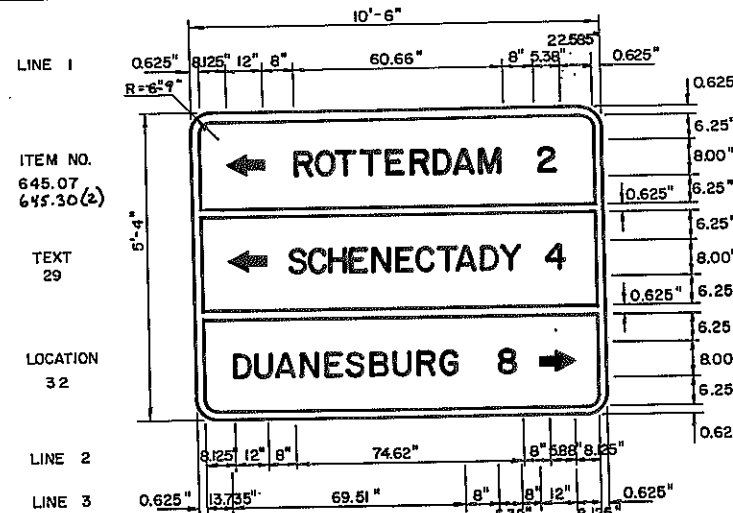 10'-6"
22.585"
LINE 1 0.625" 8.125" 12" 8" 60.66" 8" 5.38 0.625"
0.625
6.25"
ITEM NO.
645.07
645.30(2)
← ROTTERDAM 2
8.00"
6.25"
0.625"
5'-4"
6.25"
TEXT
29
← SCHENECTADY 4
8.00'
6.25
0.625"
6.25
LOCATION
32
DUANESBURG 8 →
8.00
6.25
0.62
LINE 2 8.125" 12" 8" 74.62" 8" 5.88" 8.125"
LINE 3 0.625" 13.735" 69.51" 8" 8" 12" 0.625"